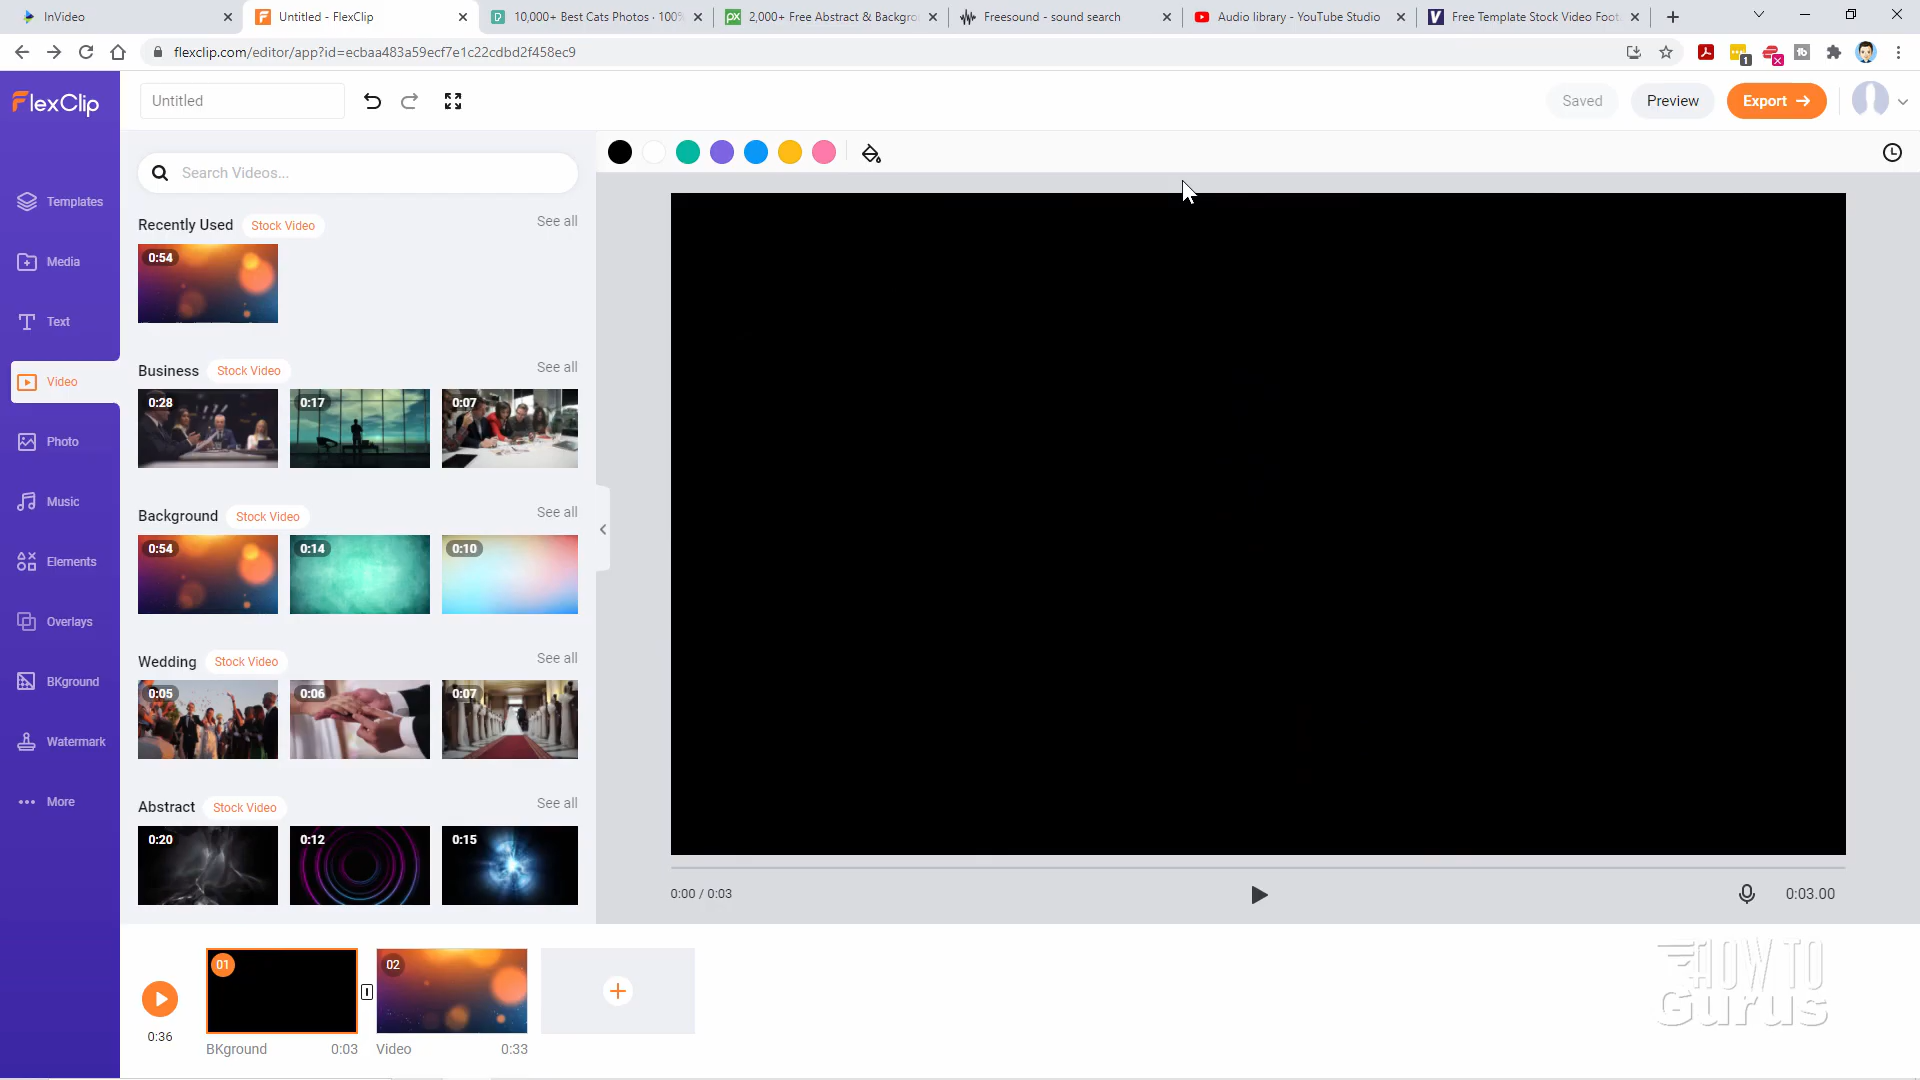 InVideo
Untitled - FlexClip
10,000+ Best Cats Photos · 100%
2,000+ Free Abstract & Backgro
Freesound - sound search
Audio library - YouTube Studio
Free Template Stock Video Foot
flexclip.com/editor/app?id=ecbaa483a59ecf7e1c22cdbd2f458ec9
1
FlexClip
Untitled
Saved
Preview
Export
Templates
Media
Text
Video
Photo
Music
Elements
Overlays
BKground
Watermark
More
Search Videos...
Recently Used Stock Video See all
0:54
Business Stock Video See all
0:28 0:17 0:07
Background Stock Video See all
0:54 0:14 0:10
Wedding Stock Video See all
0:05 0:06 0:07
Abstract Stock Video See all
0:20 0:12 0:15
0:00 / 0:03
0:03.00
01 02
0:36
BKground 0:03 Video 0:33
HOW TO
Gurus